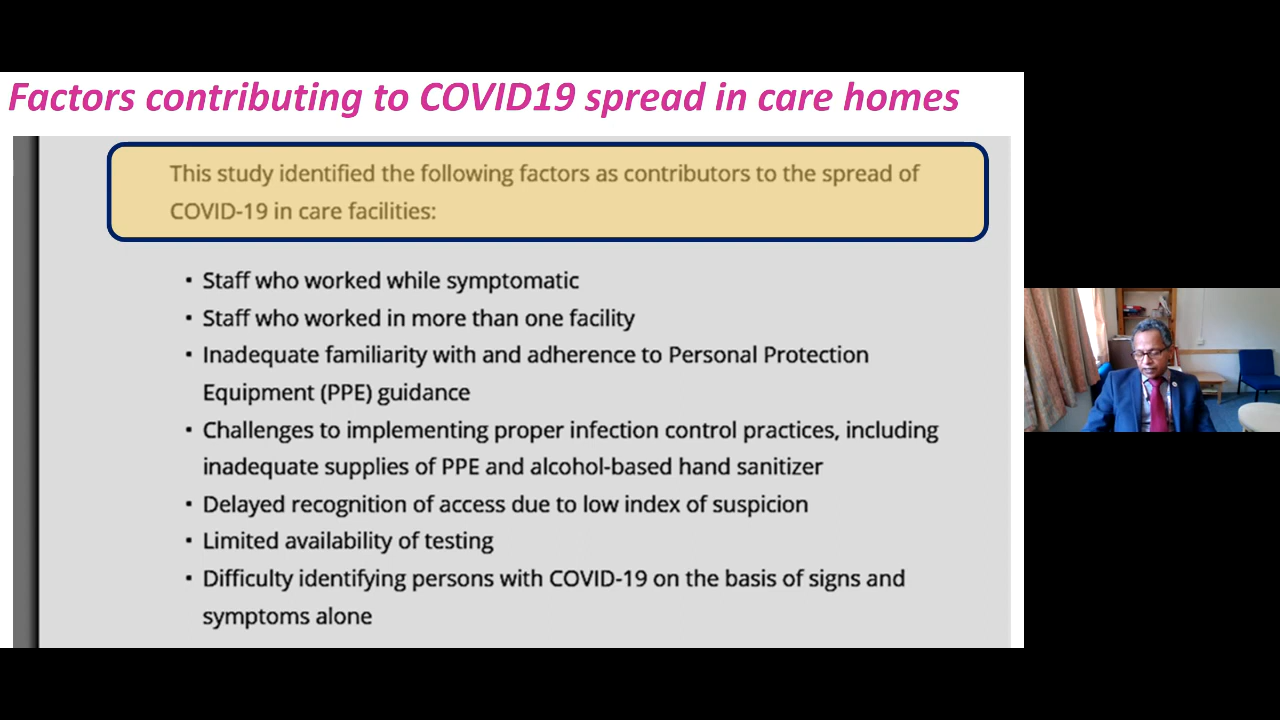 Factors contributing to COVID19 spread in care homes
This study identified the following factors as contributors to the spread of
COVID-19 in care facilities:
• Staff who worked while symptomatic
• Staff who worked in more than one facility
• Inadequate familiarity with and adherence to Personal Protection
Equipment (PPE) guidance
• Challenges to implementing proper infection control practices, including
inadequate supplies of PPE and alcohol-based hand sanitizer
• Delayed recognition of access due to low index of suspicion
• Limited availability of testing
• Difficulty identifying persons with COVID-19 on the basis of signs and
symptoms alone